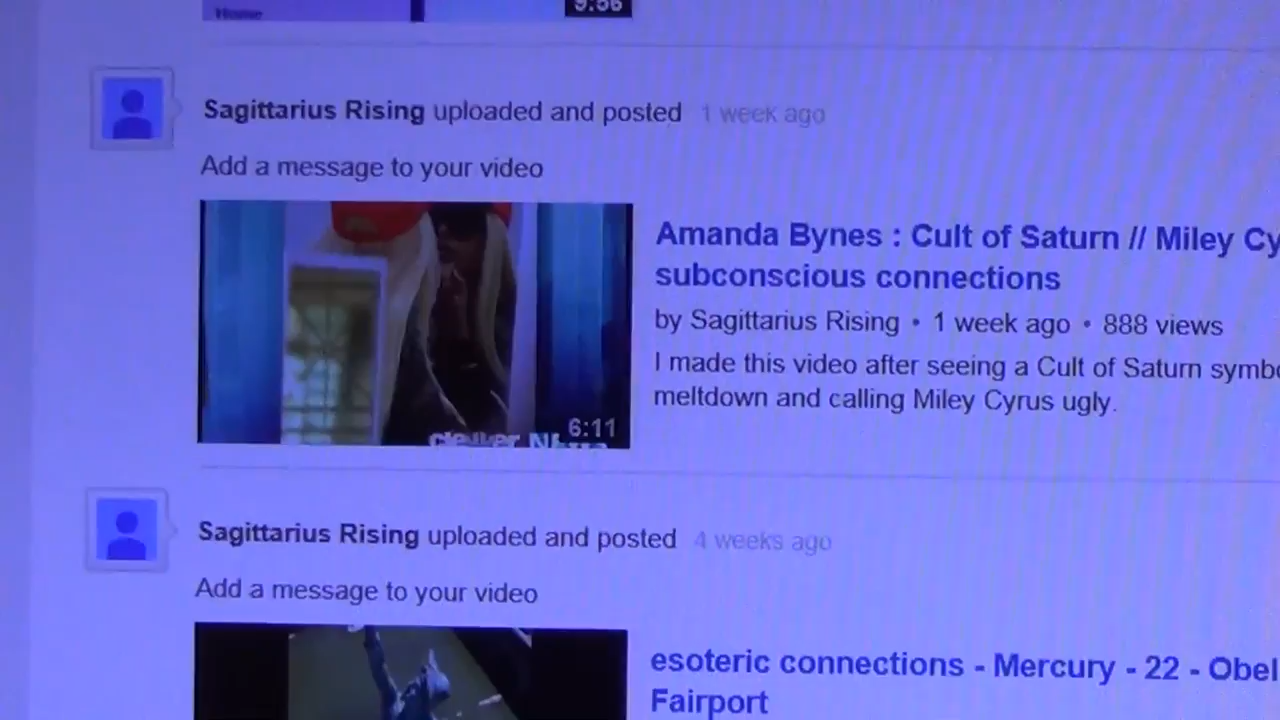 Home
9:56
Sagittarius Rising uploaded and posted 1 week ago
Add a message to your video
6:11
Amanda Bynes : Cult of Saturn // Miley Cy
subconscious connections
by Sagittarius Rising • 1 week ago • 888 views
I made this video after seeing a Cult of Saturn symbo
meltdown and calling Miley Cyrus ugly.
Sagittarius Rising uploaded and posted 4 weeks ago
Add a message to your video
esoteric connections - Mercury - 22 - Obel
Fairport